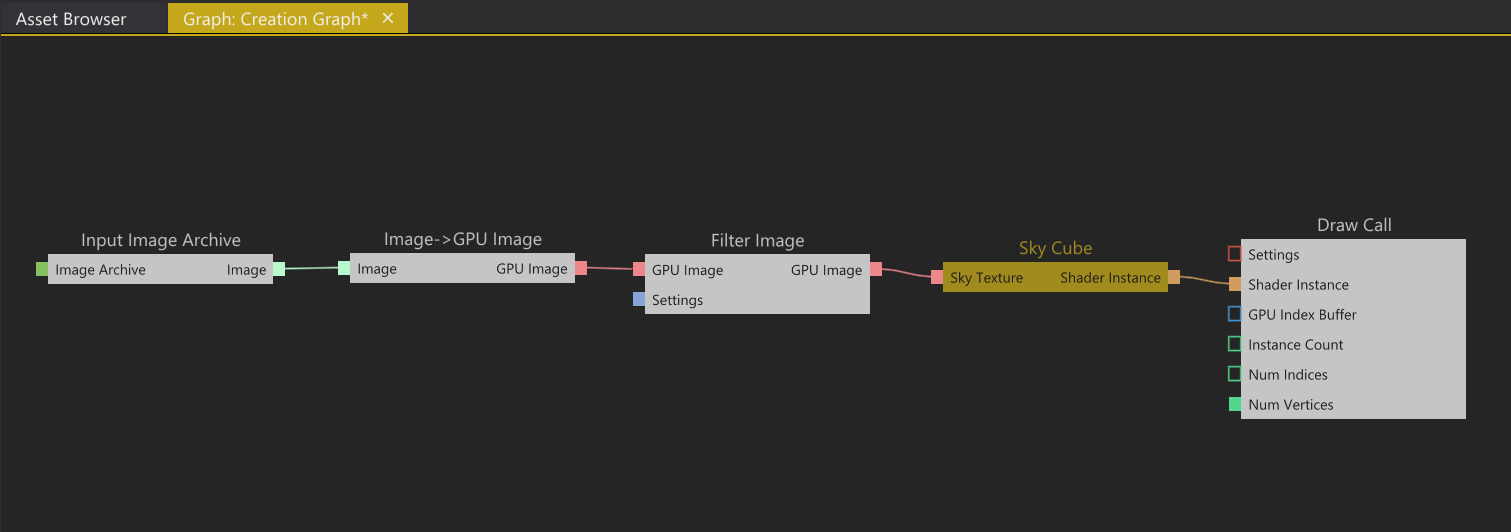 Asset Browser
Graph: Creation Graph* ×
Input Image Archive
Image Archive Image
Image->GPU Image
Image GPU Image
Filter Image
GPU Image GPU Image
Settings
Sky Cube
Sky Texture Shader Instance
Draw Call
Settings
Shader Instance
GPU Index Buffer
Instance Count
Num Indices
Num Vertices